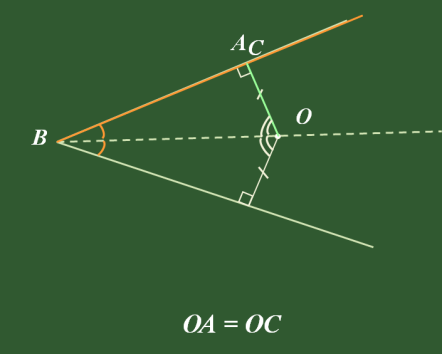 A C
B
O
OA = OC